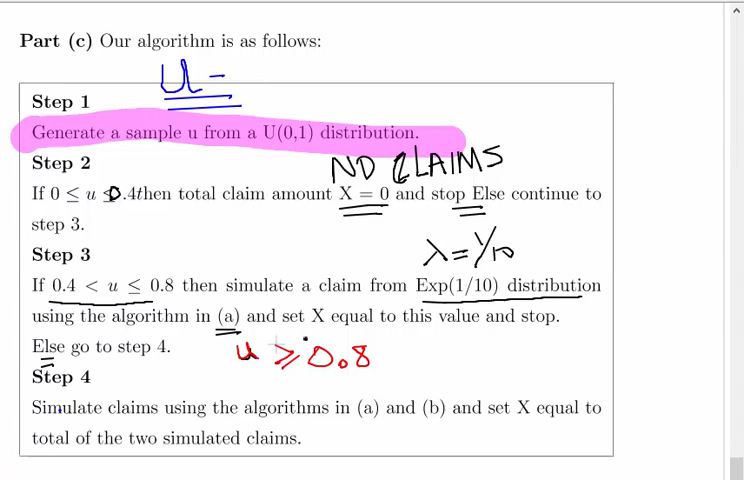 Part (c) Our algorithm is as follows:
U -
Step 1
Generate a sample u from a U(0,1) distribution.
Step 2
NO CLAIMS
If 0 ≤ u ≤ 0.4 then total claim amount X = 0 and stop Else continue to
step 3.
Step 3
λ = 1/10
If 0.4 < u ≤ 0.8 then simulate a claim from Exp(1/10) distribution
using the algorithm in (a) and set X equal to this value and stop.
Else go to step 4.
u ≥ 0.8
Step 4
Simulate claims using the algorithms in (a) and (b) and set X equal to
total of the two simulated claims.